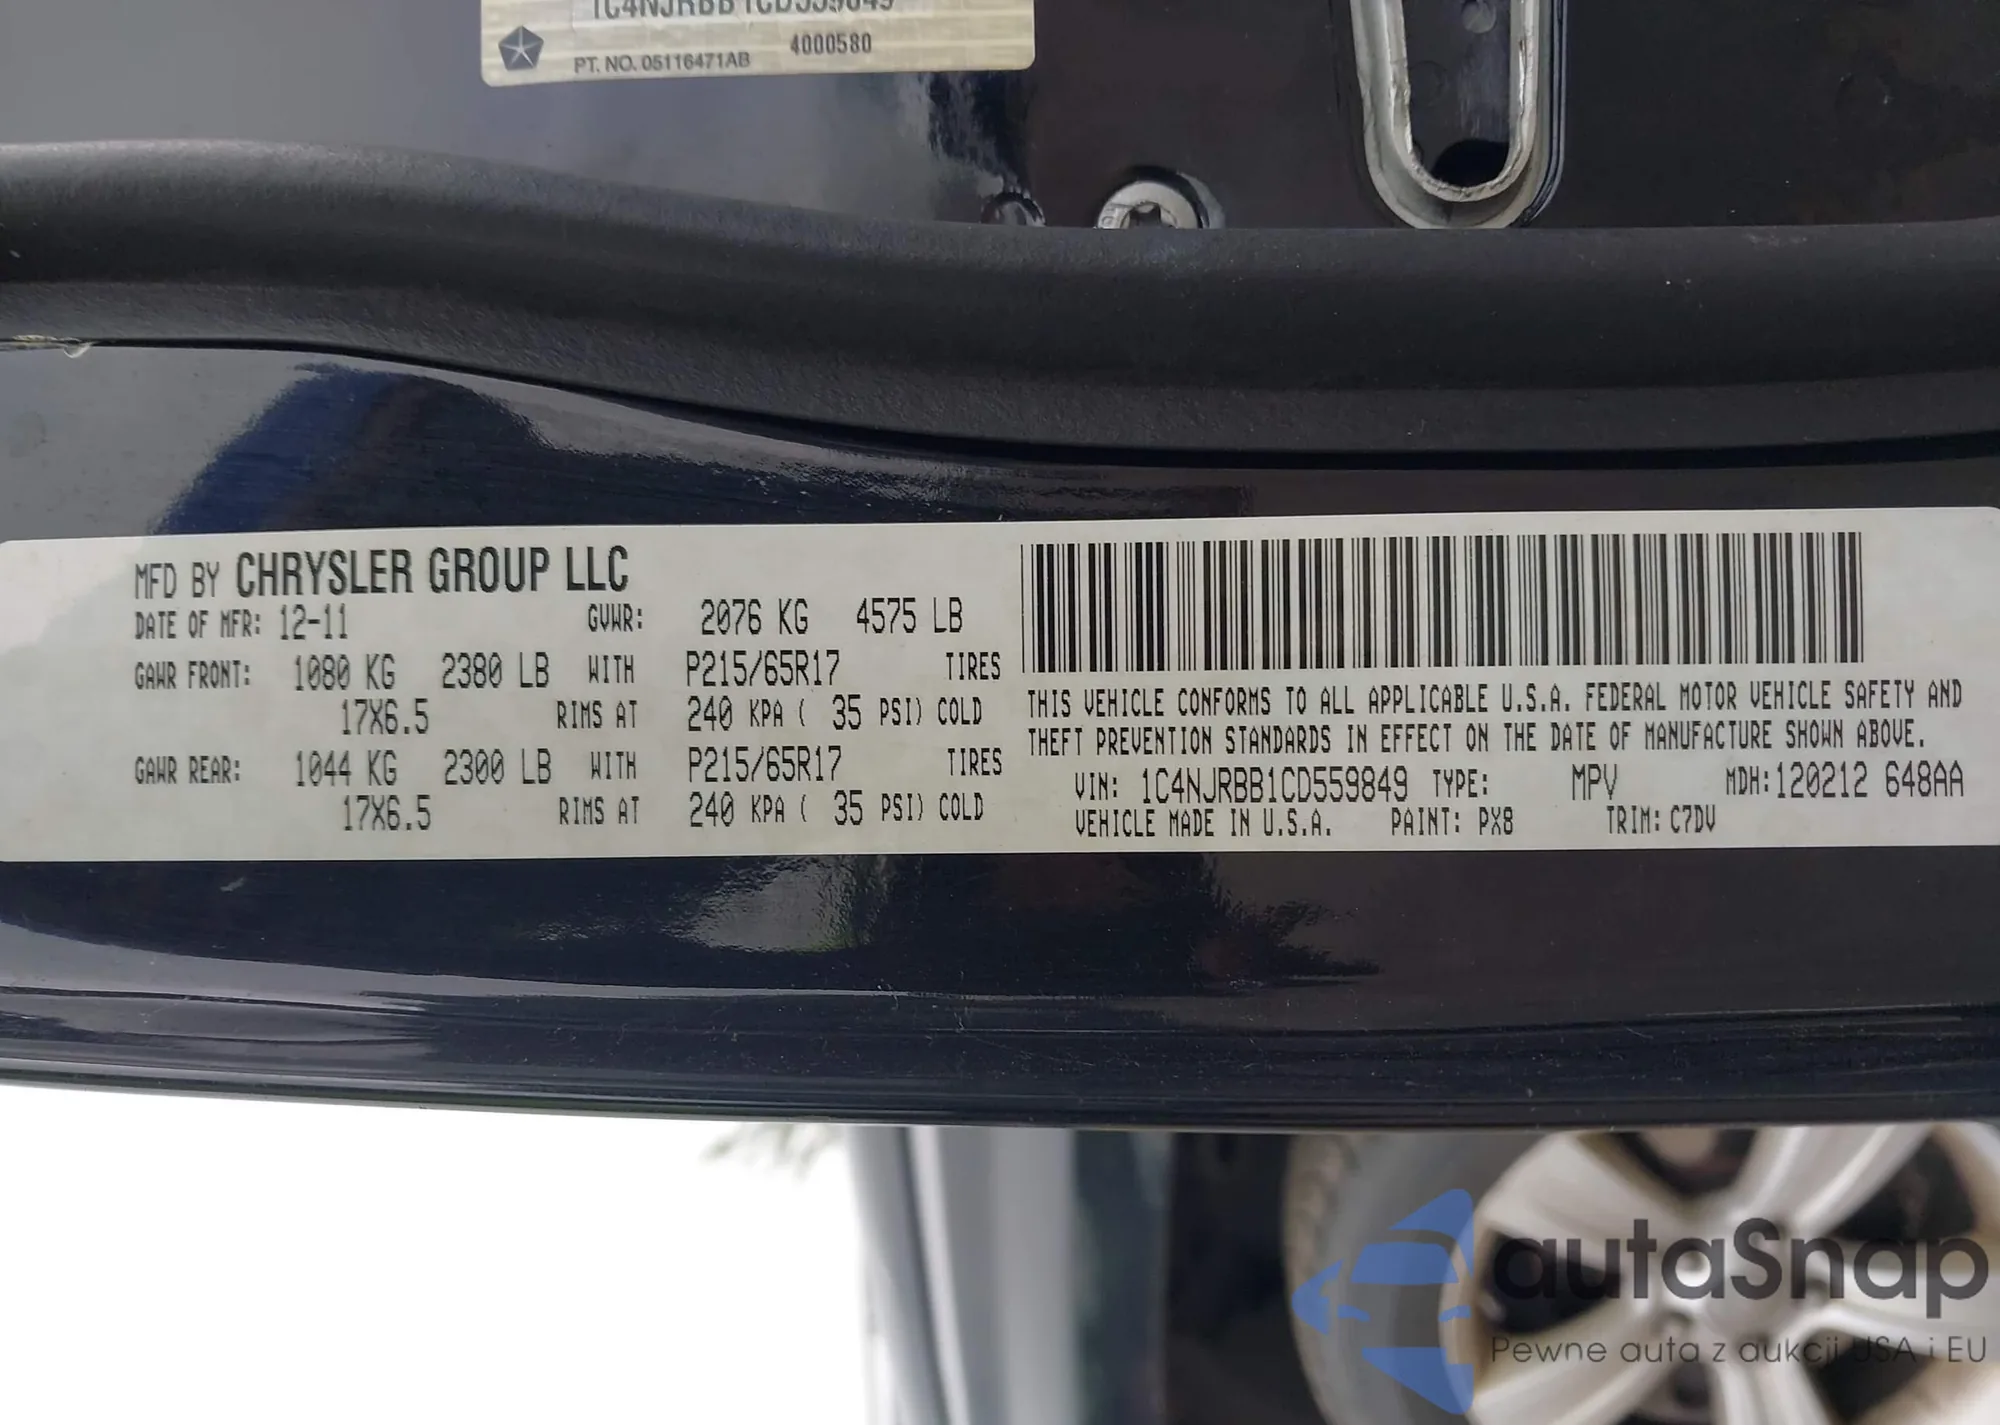 1C4NJRBB1CD559849
4000580
PT. NO. 05116471AB
MFD BY CHRYSLER GROUP LLC
DATE OF MFR: 12-11 GVWR: 2076 KG 4575 LB
GAWR FRONT: 1080 KG 2380 LB WITH P215/65R17 TIRES
17X6.5 RIMS AT 240 KPA ( 35 PSI) COLD
GAWR REAR: 1044 KG 2300 LB WITH P215/65R17 TIRES
17X6.5 RIMS AT 240 KPA ( 35 PSI) COLD
THIS VEHICLE CONFORMS TO ALL APPLICABLE U.S.A. FEDERAL MOTOR VEHICLE SAFETY AND
THEFT PREVENTION STANDARDS IN EFFECT ON THE DATE OF MANUFACTURE SHOWN ABOVE.
VIN: 1C4NJRBB1CD559849 TYPE: MPV MDH: 120212 648AA
VEHICLE MADE IN U.S.A. PAINT: PX8 TRIM: C7DV
autaSnap
Pewne auta z aukcji USA i EU